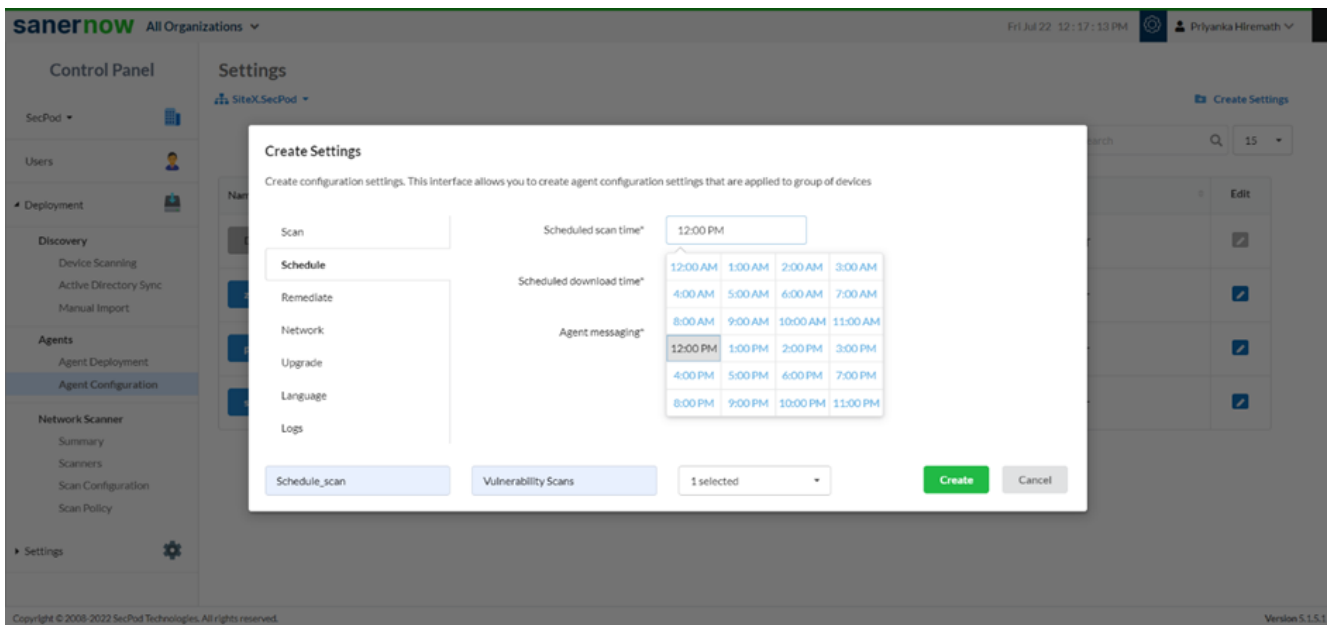 sanernow All Organizations
Fri Jul 22 12:17:13 PM
Priyanka Hiremath
Control Panel
Settings
SiteX.SecPod
Create Settings
SecPod
15
Users
Deployment
Edit
Discovery
Device Scanning
Active Directory Sync
Manual Import
Agents
Agent Deployment
Agent Configuration
Network Scanner
Summary
Scanners
Scan Configuration
Scan Policy
Settings
Create Settings
Create configuration settings. This interface allows you to create agent configuration settings that are applied to group of devices
Scan
Schedule
Remediate
Network
Upgrade
Language
Logs
Scheduled scan time*
12:00 PM
Scheduled download time*
Agent messaging*
12:00 AM 1:00 AM 2:00 AM 3:00 AM
4:00 AM 5:00 AM 6:00 AM 7:00 AM
8:00 AM 9:00 AM 10:00 AM 11:00 AM
12:00 PM 1:00 PM 2:00 PM 3:00 PM
4:00 PM 5:00 PM 6:00 PM 7:00 PM
8:00 PM 9:00 PM 10:00 PM 11:00 PM
Schedule_scan
Vulnerability Scans
1 selected
Create
Cancel
Copyright © 2008-2022 SecPod Technologies. All rights reserved.
Version 5.1.5.1